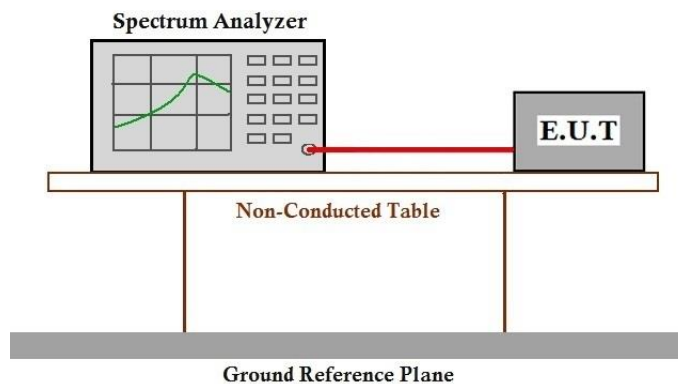 Spectrum Analyzer
E.U.T
Non-Conducted Table
Ground Reference Plane